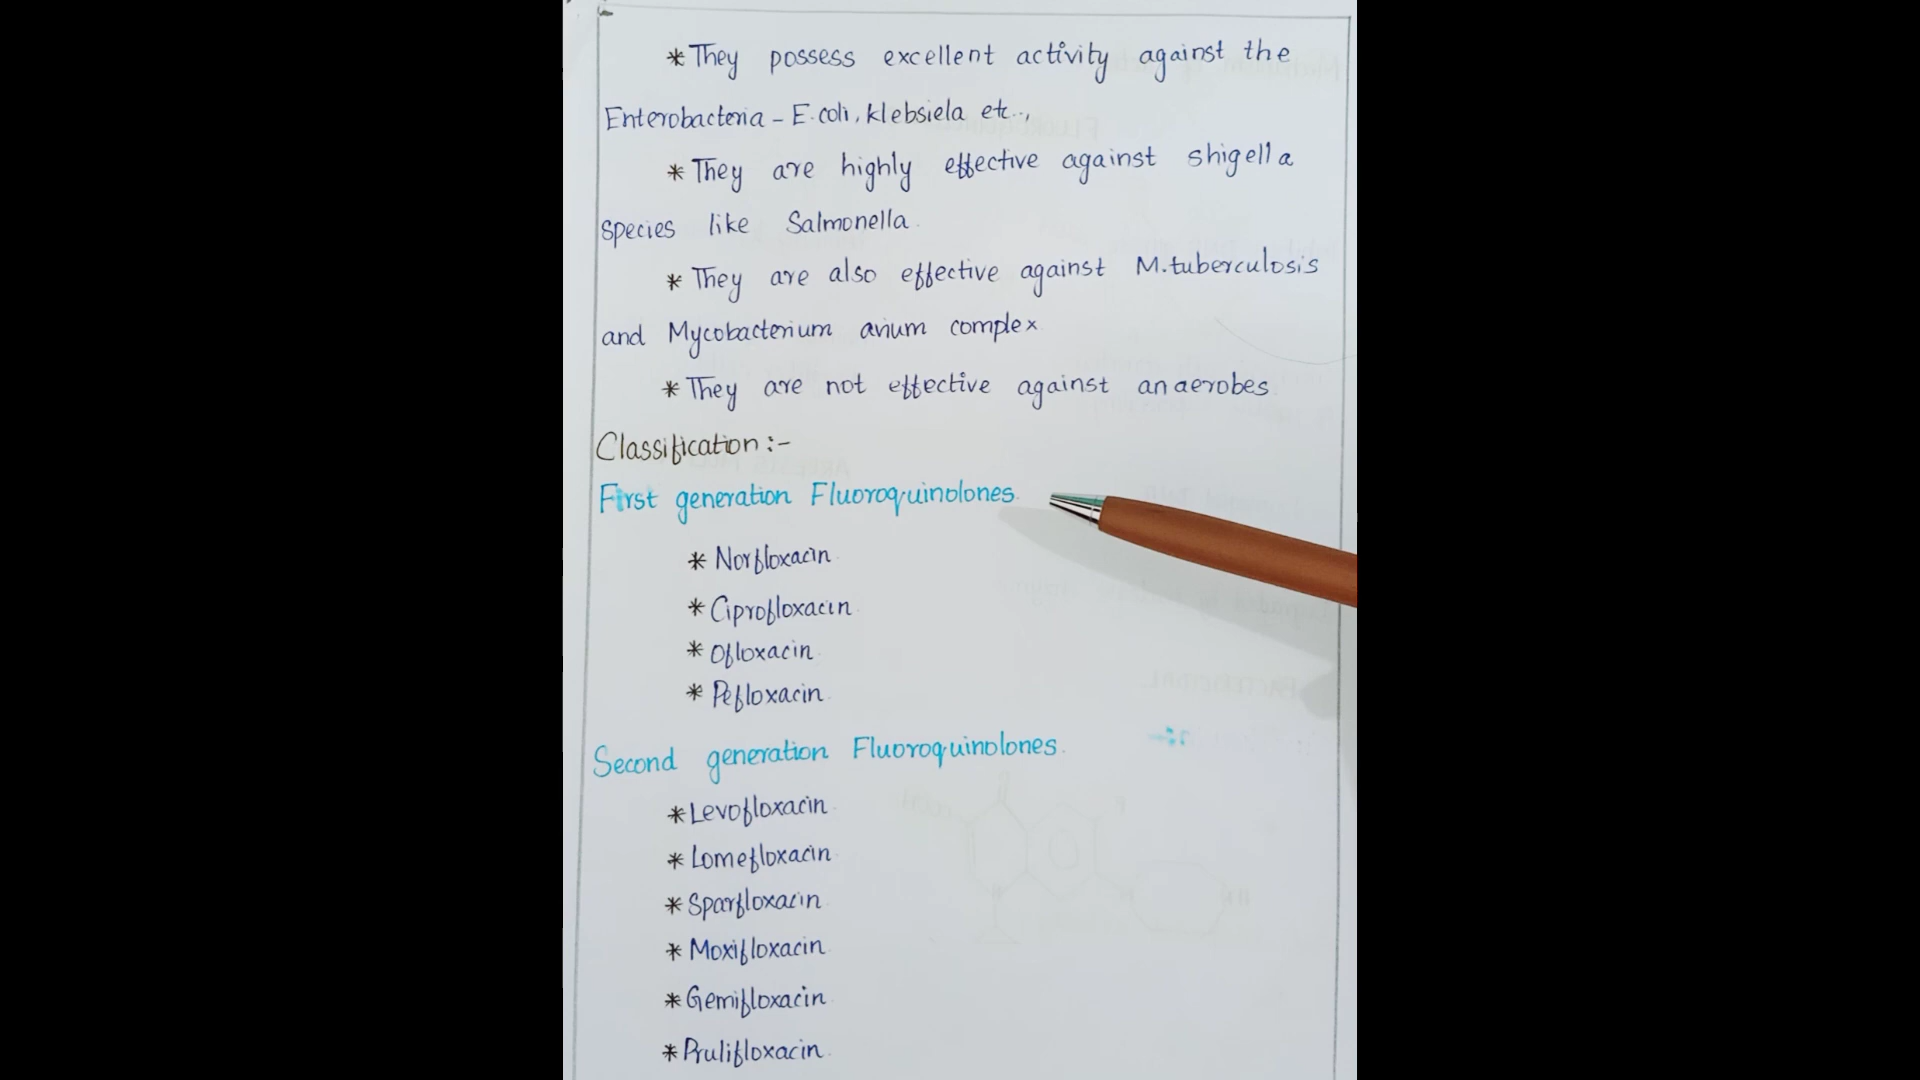 * They possess excellent activity against the
Enterobacteria - E.coli, klebsiela etc..,
* They are highly effective against shigella
species like Salmonella.
* They are also effective against M.tuberculosis
and Mycobacterium avium complex.
* They are not effective against anaerobes.
Classification :-
First generation Fluoroquinolones.
* Norfloxacin.
* Ciprofloxacin.
* Ofloxacin.
* Pefloxacin.
Second generation Fluoroquinolones.
* Levofloxacin.
* Lomefloxacin.
* Sparfloxacin.
* Moxifloxacin.
* Gemifloxacin.
* Prulifloxacin.